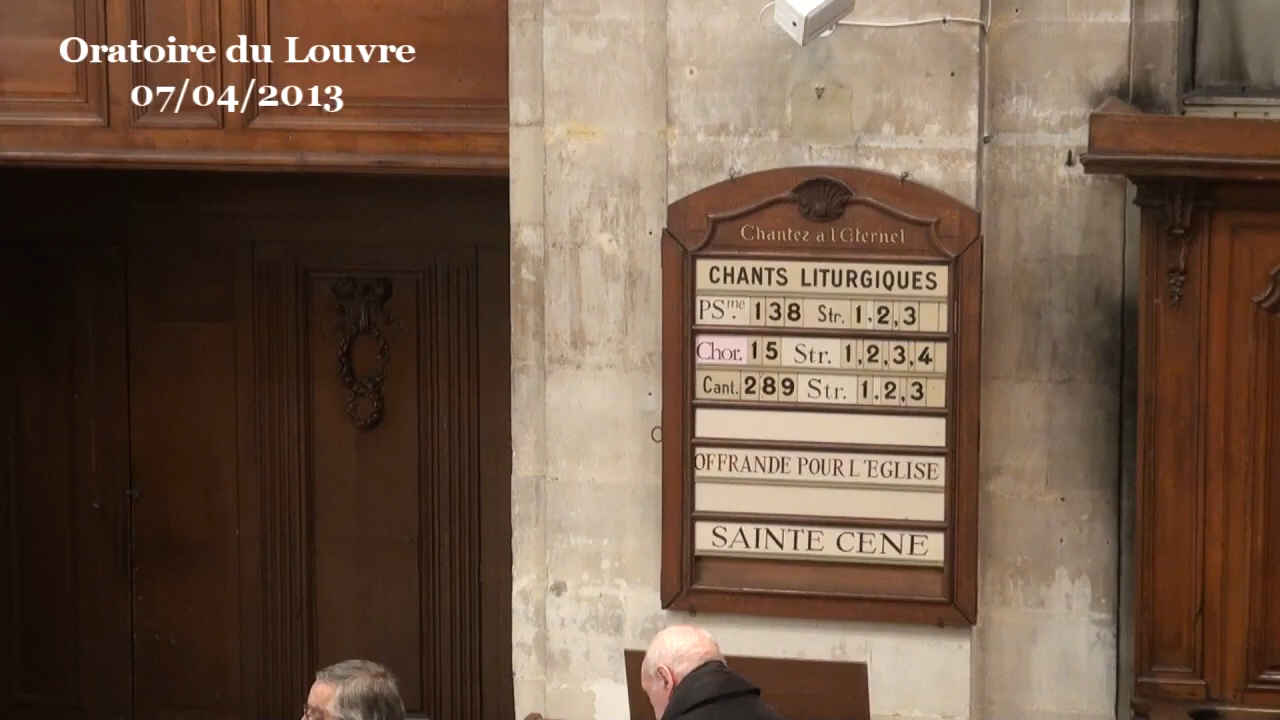 Oratoire du Louvre
07/04/2013
Chantez à l'Eternel
CHANTS LITURGIQUES
PS.me 138 Str. 1.2,3
Chor. 15 Str. 1,2,3,4
Cant. 289 Str. 1,2,3
OFFRANDE POUR L'EGLISE
SAINTE CENE